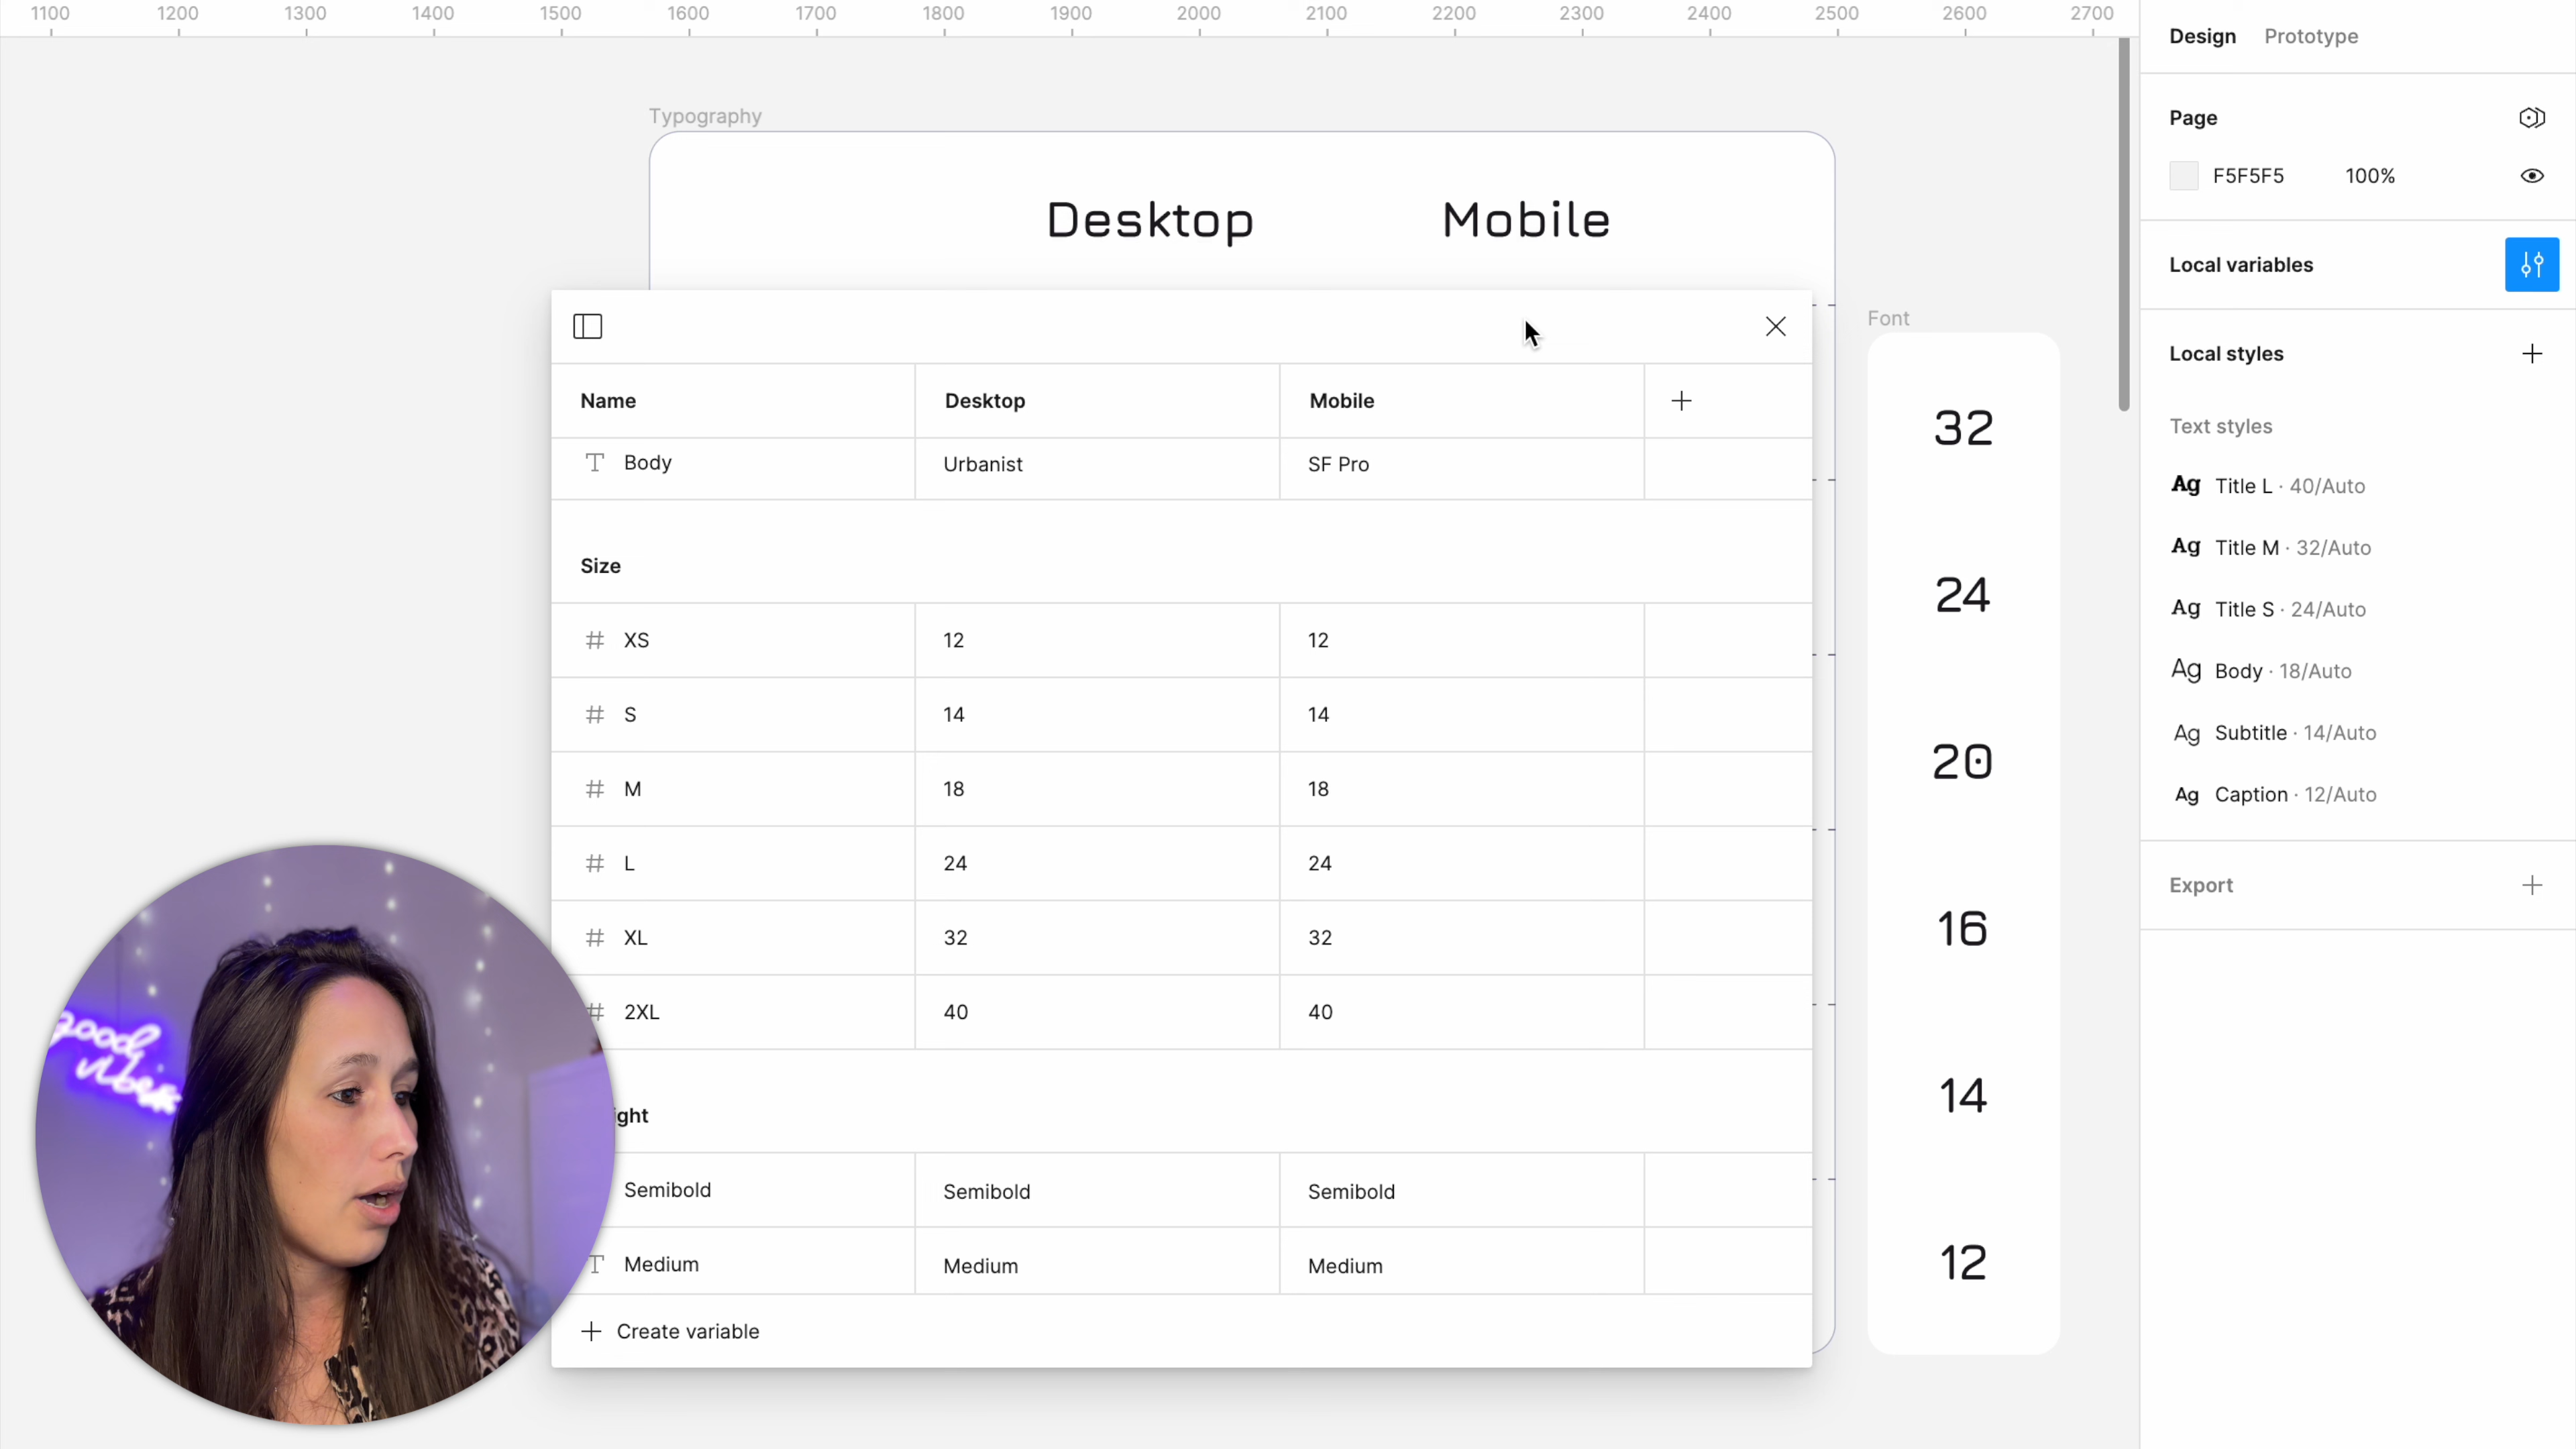 1100 1200 1300 1400 1500 1600 1700 1800 1900 2000 2100 2200 2300 2400 2500 2600 2700
Typography
Desktop Mobile
Name Desktop Mobile
Body Urbanist SF Pro
Size
XS 12 12
S 14 14
M 18 18
L 24 24
XL 32 32
2XL 40 40
ight
Semibold Semibold Semibold
Medium Medium Medium
Create variable
good
vibes
Font
32
24
20
16
14
12
Design Prototype
Page
F5F5F5 100%
Local variables
Local styles
Text styles
Ag Title L · 40/Auto
Ag Title M · 32/Auto
Ag Title S · 24/Auto
Ag Body · 18/Auto
Ag Subtitle · 14/Auto
Ag Caption · 12/Auto
Export